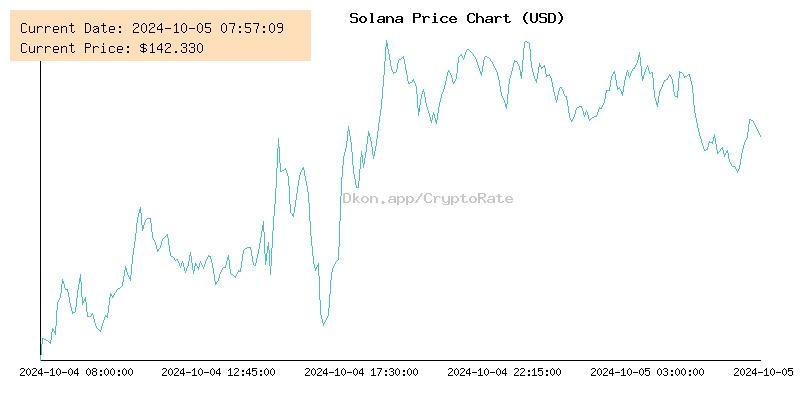 Solana Price Chart (USD)
Current Date: 2024-10-05 07:57:09
Current Price: $142.330
Dkon.app/CryptoRate
2024-10-04 08:00:00
2024-10-04 12:45:00
2024-10-04 17:30:00
2024-10-04 22:15:00
2024-10-05 03:00:00
2024-10-05